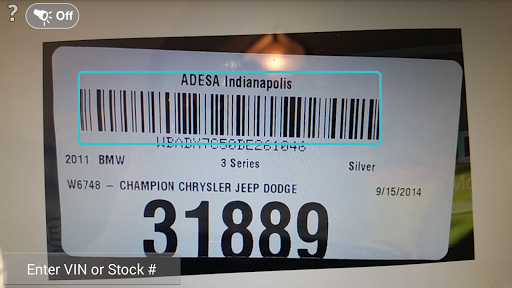 ?
Off
ADESA Indianapolis
2011 BMW 3 Series Silver
W6748 – CHAMPION CHRYSLER JEEP DODGE 9/15/2014
31889
Enter VIN or Stock #